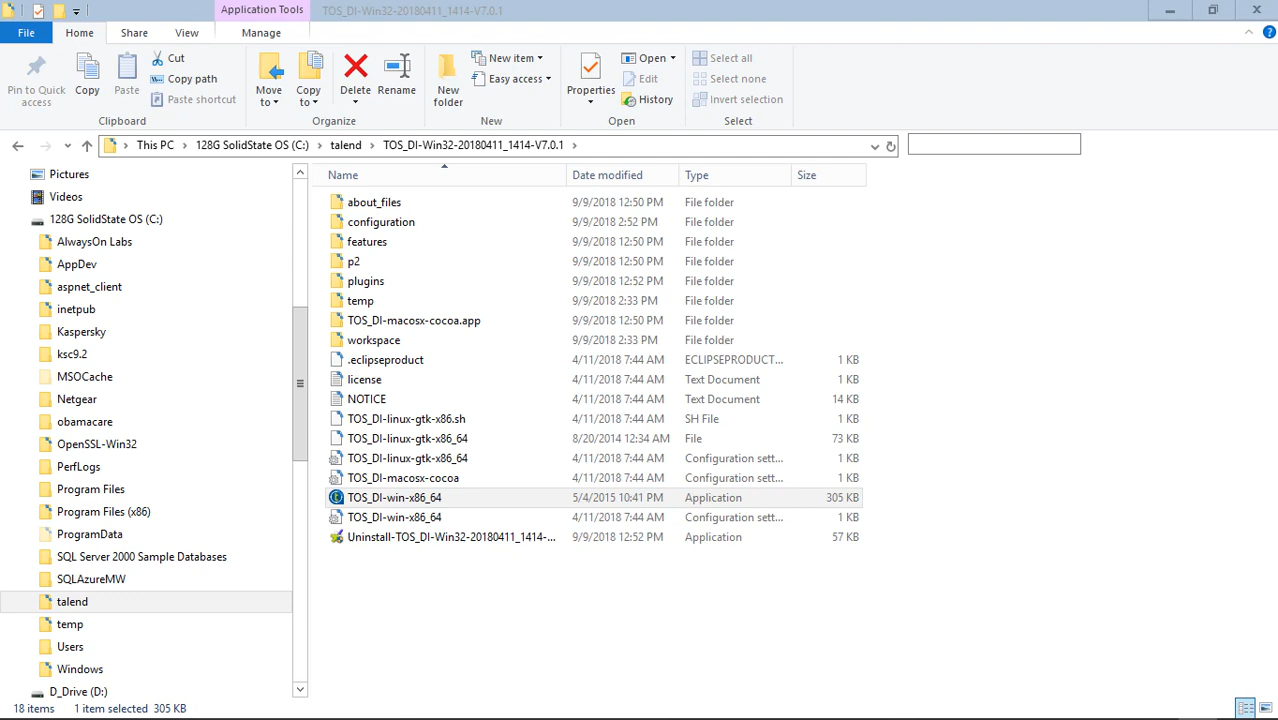 Application Tools
TOS_DI-Win32-20180411_1414-V7.0.1
File
Home
Share
View
Manage
Pin to Quick access
Copy
Paste
Cut
Copy path
Paste shortcut
Clipboard
Move to
Copy to
Delete
Rename
Organize
New folder
New item
Easy access
New
Properties
Open
Edit
History
Open
Select all
Select none
Invert selection
Select
This PC
128G SolidState OS (C:)
talend
TOS_DI-Win32-20180411_1414-V7.0.1
Pictures
Videos
128G SolidState OS (C:)
AlwaysOn Labs
AppDev
aspnet_client
inetpub
Kaspersky
ksc9.2
MSOCache
Netgear
obamacare
OpenSSL-Win32
PerfLogs
Program Files
Program Files (x86)
ProgramData
SQL Server 2000 Sample Databases
SQLAzureMW
talend
temp
Users
Windows
D_Drive (D:)
Name Date modified Type Size
about_files 9/9/2018 12:50 PM File folder
configuration 9/9/2018 2:52 PM File folder
features 9/9/2018 12:50 PM File folder
p2 9/9/2018 12:50 PM File folder
plugins 9/9/2018 12:52 PM File folder
temp 9/9/2018 2:33 PM File folder
TOS_DI-macosx-cocoa.app 9/9/2018 12:50 PM File folder
workspace 9/9/2018 2:33 PM File folder
.eclipseproduct 4/11/2018 7:44 AM ECLIPSEPRODUCT... 1 KB
license 4/11/2018 7:44 AM Text Document 1 KB
NOTICE 4/11/2018 7:44 AM Text Document 14 KB
TOS_DI-linux-gtk-x86.sh 4/11/2018 7:44 AM SH File 1 KB
TOS_DI-linux-gtk-x86_64 8/20/2014 12:34 AM File 73 KB
TOS_DI-linux-gtk-x86_64 4/11/2018 7:44 AM Configuration sett... 1 KB
TOS_DI-macosx-cocoa 4/11/2018 7:44 AM Configuration sett... 1 KB
TOS_DI-win-x86_64 5/4/2015 10:41 PM Application 305 KB
TOS_DI-win-x86_64 4/11/2018 7:44 AM Configuration sett... 1 KB
Uninstall-TOS_DI-Win32-20180411_1414-... 9/9/2018 12:52 PM Application 57 KB
18 items 1 item selected 305 KB